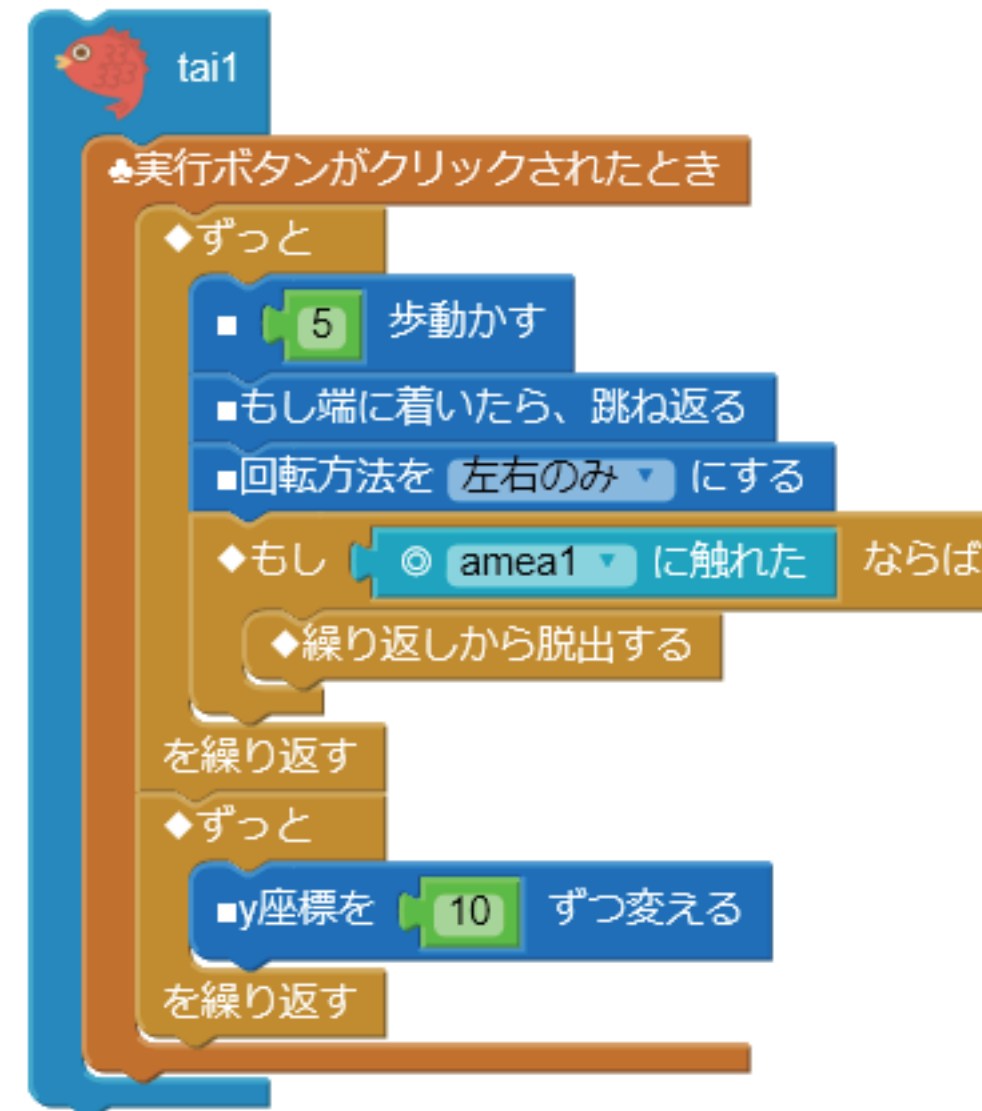 tai1
♣実行ボタンがクリックされたとき
◆ずっと
■ 5 歩動かす
■もし端に着いたら、跳ね返る
■回転方法を 左右のみ ▼ にする
◆もし ◎ amea1 ▼ に触れた ならば
◆繰り返しから脱出する
を繰り返す
◆ずっと
■y座標を 10 ずつ変える
を繰り返す